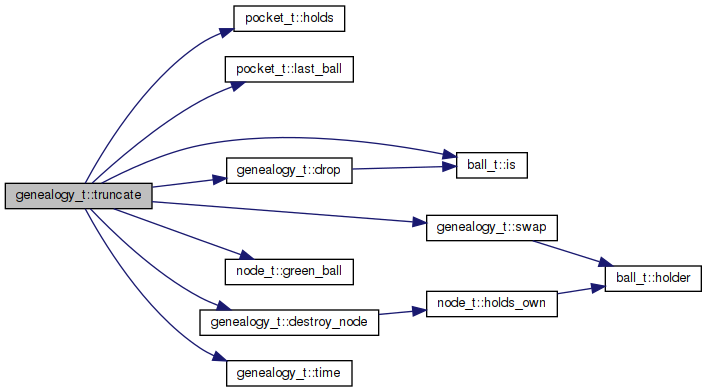 pocket_t::holds
pocket_t::last_ball
ball_t::is
genealogy_t::drop
genealogy_t::truncate
genealogy_t::swap
node_t::green_ball
ball_t::holder
node_t::holds_own
genealogy_t::destroy_node
genealogy_t::time